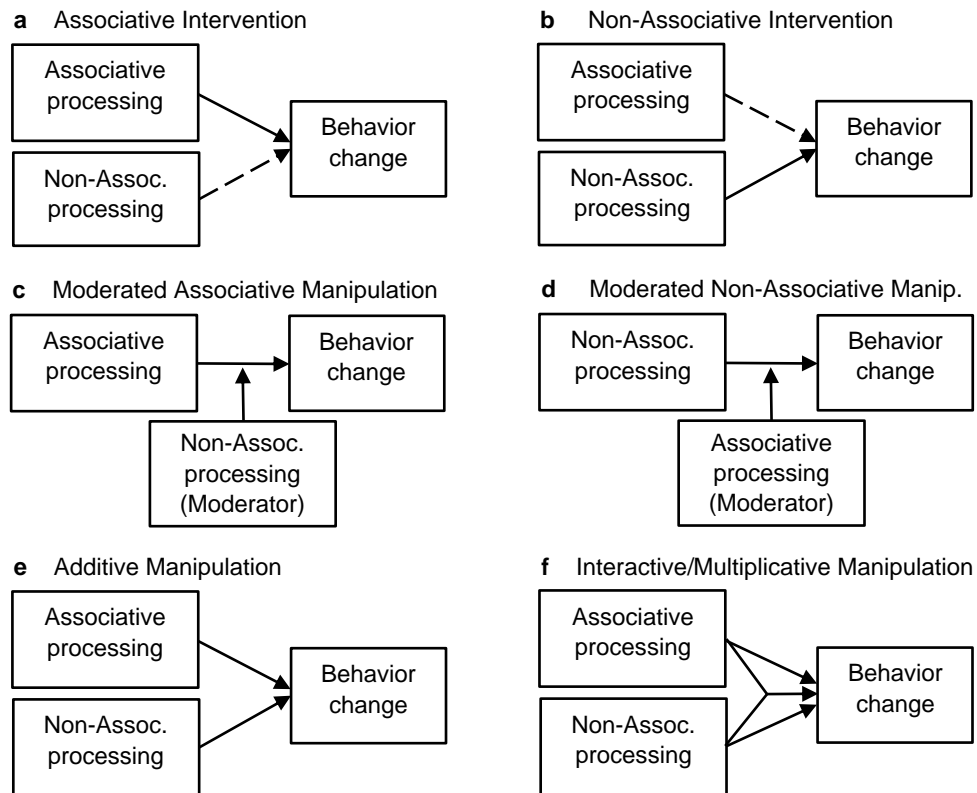 a Associative Intervention
Associative
processing
Non-Assoc.
processing
Behavior
change
b Non-Associative Intervention
Associative
processing
Non-Assoc.
processing
Behavior
change
c Moderated Associative Manipulation
Associative
processing
Behavior
change
Non-Assoc.
processing
(Moderator)
d Moderated Non-Associative Manip.
Non-Assoc.
processing
Behavior
change
Associative
processing
(Moderator)
e Additive Manipulation
Associative
processing
Non-Assoc.
processing
Behavior
change
f Interactive/Multiplicative Manipulation
Associative
processing
Non-Assoc.
processing
Behavior
change